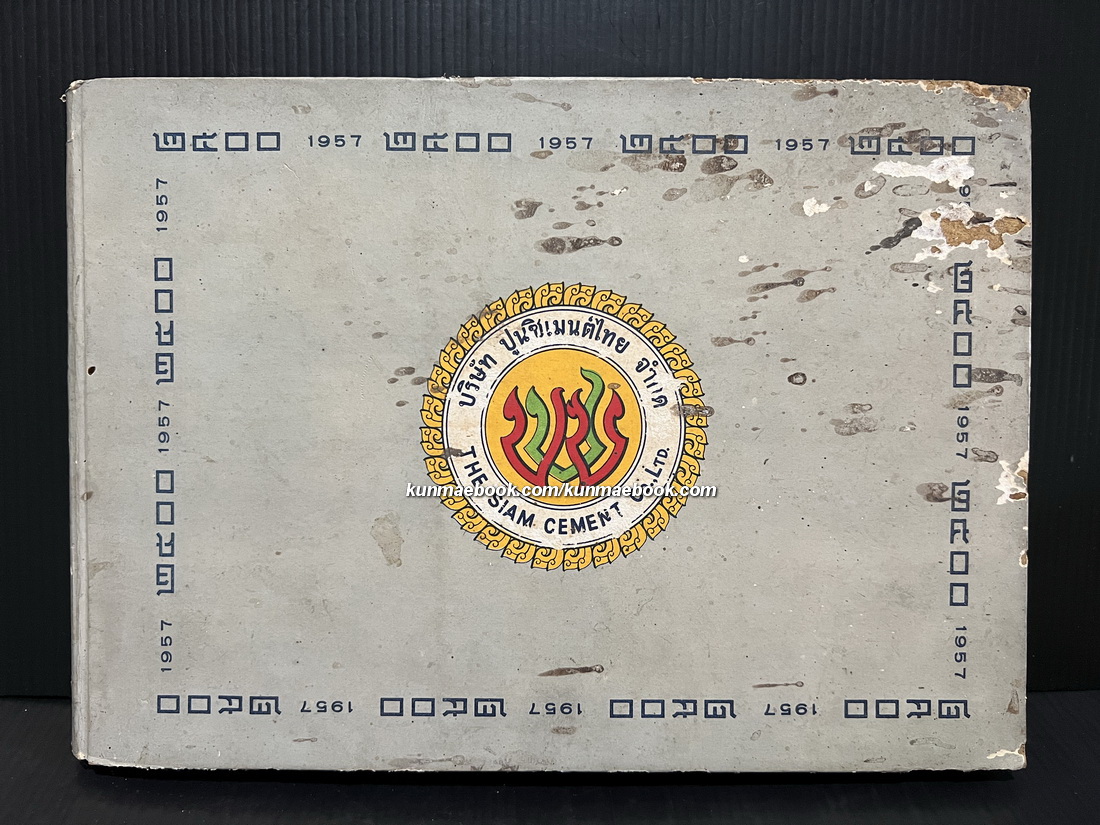 ๒๕๐๐ 1957 ๒๕๐๐ 1957 ๒๕๐๐ 1957 ๒๕๐๐
1957 ๒๕๐๐ 1957 ๒๕๐๐ 1957
๒๕๐๐ 1957 ๒๕๐๐ 1957
บริษัท ปูนซิเมนต์ไทย จำกัด
THE SIAM CEMENT Co., LTD.
kunmaebook.com/kunmaebook.com
๒๕๐๐ 1957 ๒๕๐๐ 1957 ๒๕๐๐ 1957 ๒๕๐๐